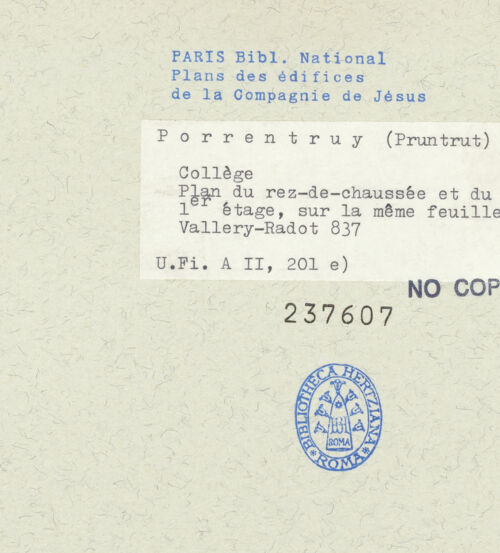 PARIS Bibl. National
Plans des édifices
de la Compagnie de Jésus
Porrentruy (Pruntrut)
Collège
Plan du rez-de-chaussée et du
1er étage, sur la même feuille
Vallery-Radot 837
U.Fi. A II, 201 e)
NO COP
237607
*BIBLIOTHECA HERTZIANA*
ROMA
ROMA